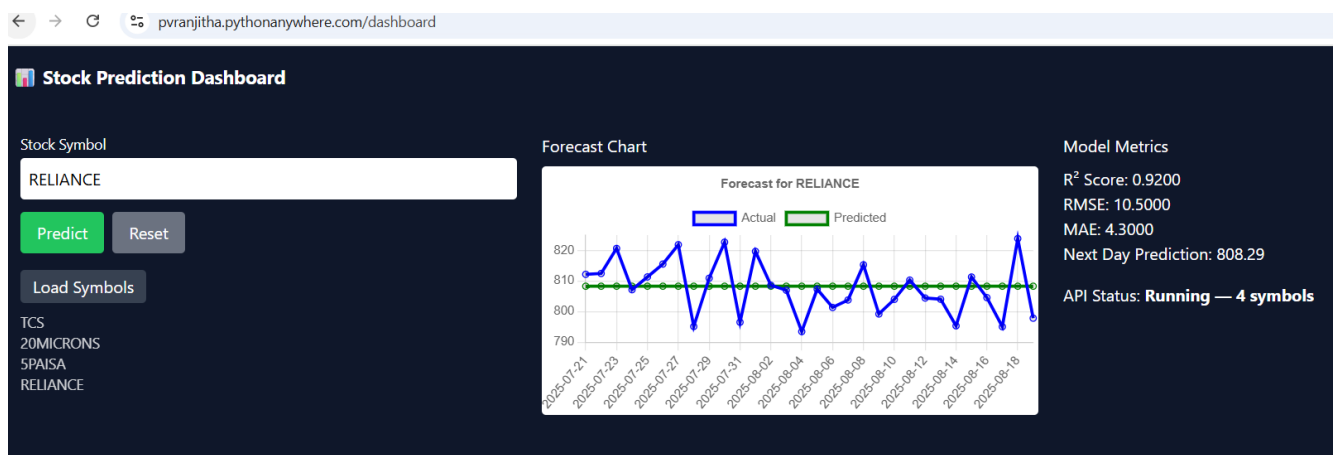 pvranjitha.pythonanywhere.com/dashboard
Stock Prediction Dashboard
Stock Symbol
RELIANCE
Predict
Reset
Load Symbols
TCS
20MICRONS
5PAISA
RELIANCE
Forecast Chart
Forecast for RELIANCE
Actual
Predicted
820
810
800
790
2025-07-21
2025-07-23
2025-07-25
2025-07-27
2025-07-29
2025-07-31
2025-08-02
2025-08-04
2025-08-06
2025-08-08
2025-08-10
2025-08-12
2025-08-14
2025-08-16
2025-08-18
Model Metrics
R² Score: 0.9200
RMSE: 10.5000
MAE: 4.3000
Next Day Prediction: 808.29
API Status: Running — 4 symbols